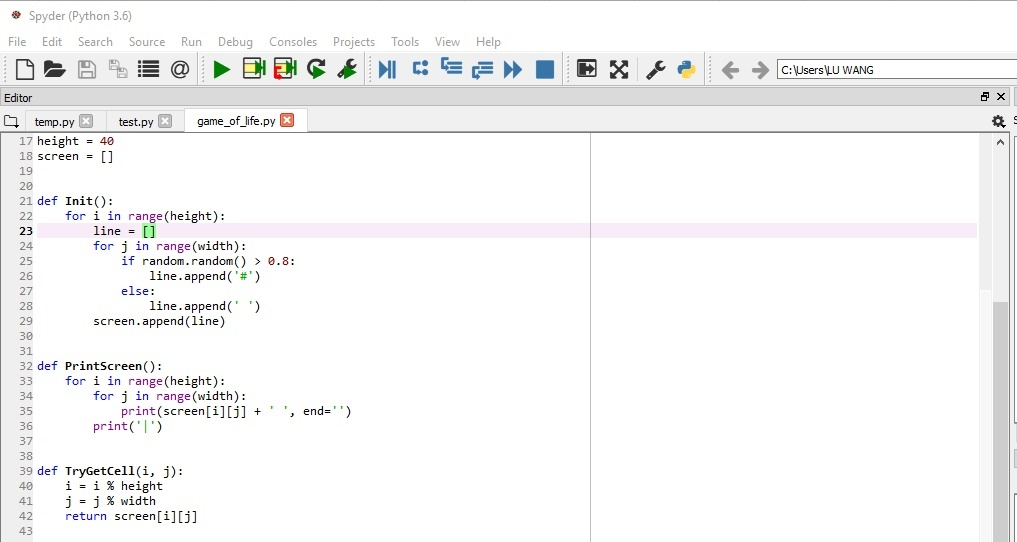 Spyder (Python 3.6)
File Edit Search Source Run Debug Consoles Projects Tools View Help
C:\Users\LU WANG
Editor
temp.py test.py game_of_life.py
17 height = 40
18 screen = []
19
20
21 def Init():
22     for i in range(height):
23         line = []
24         for j in range(width):
25             if random.random() > 0.8:
26                 line.append('#')
27             else:
28                 line.append(' ')
29         screen.append(line)
30
31
32 def PrintScreen():
33     for i in range(height):
34         for j in range(width):
35             print(screen[i][j] + ' ', end='')
36         print('|')
37
38
39 def TryGetCell(i, j):
40     i = i % height
41     j = j % width
42     return screen[i][j]
43